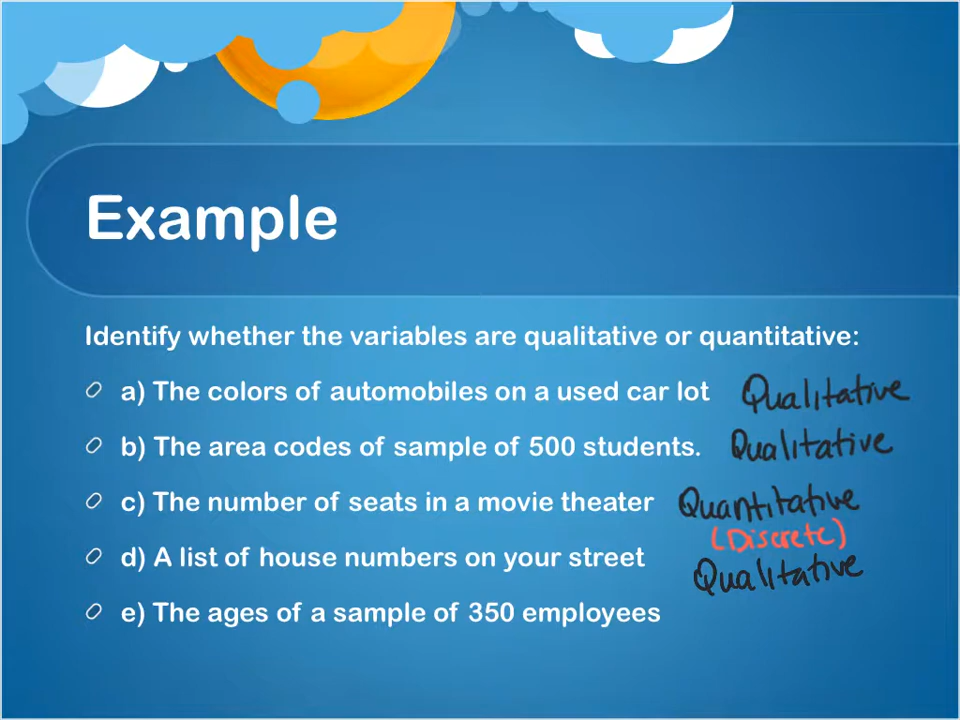 Example
Identify whether the variables are qualitative or quantitative:
a) The colors of automobiles on a used car lot Qualitative
b) The area codes of sample of 500 students. Qualitative
c) The number of seats in a movie theater Quantitative
(Discrete)
d) A list of house numbers on your street Qualitative
e) The ages of a sample of 350 employees